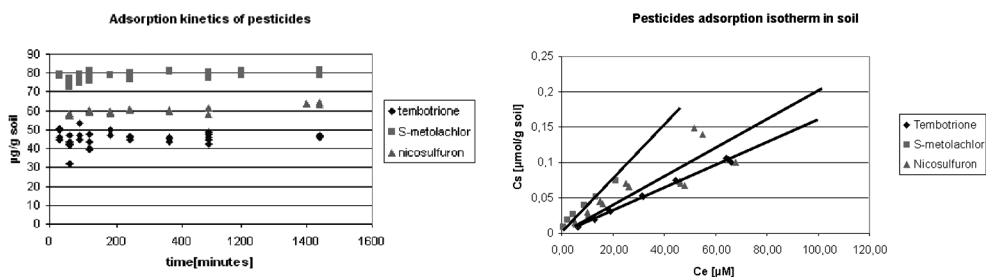 Adsorption kinetics of pesticides
µg/g soil
90
80
70
60
50
40
30
20
10
0
0 200 400 1200 1400 1600
time[minutes]
tembotrione
S-metolachlor
nicosulfuron
Pesticides adsorption isotherm in soil
Cs [µmol/g soil]
0,25
0,2
0,15
0,1
0,05
0
0,00 20,00 40,00 60,00 80,00 100,00 120,00
Ce [µM]
Tembotrione
S-metolachlor
Nicosulfuron